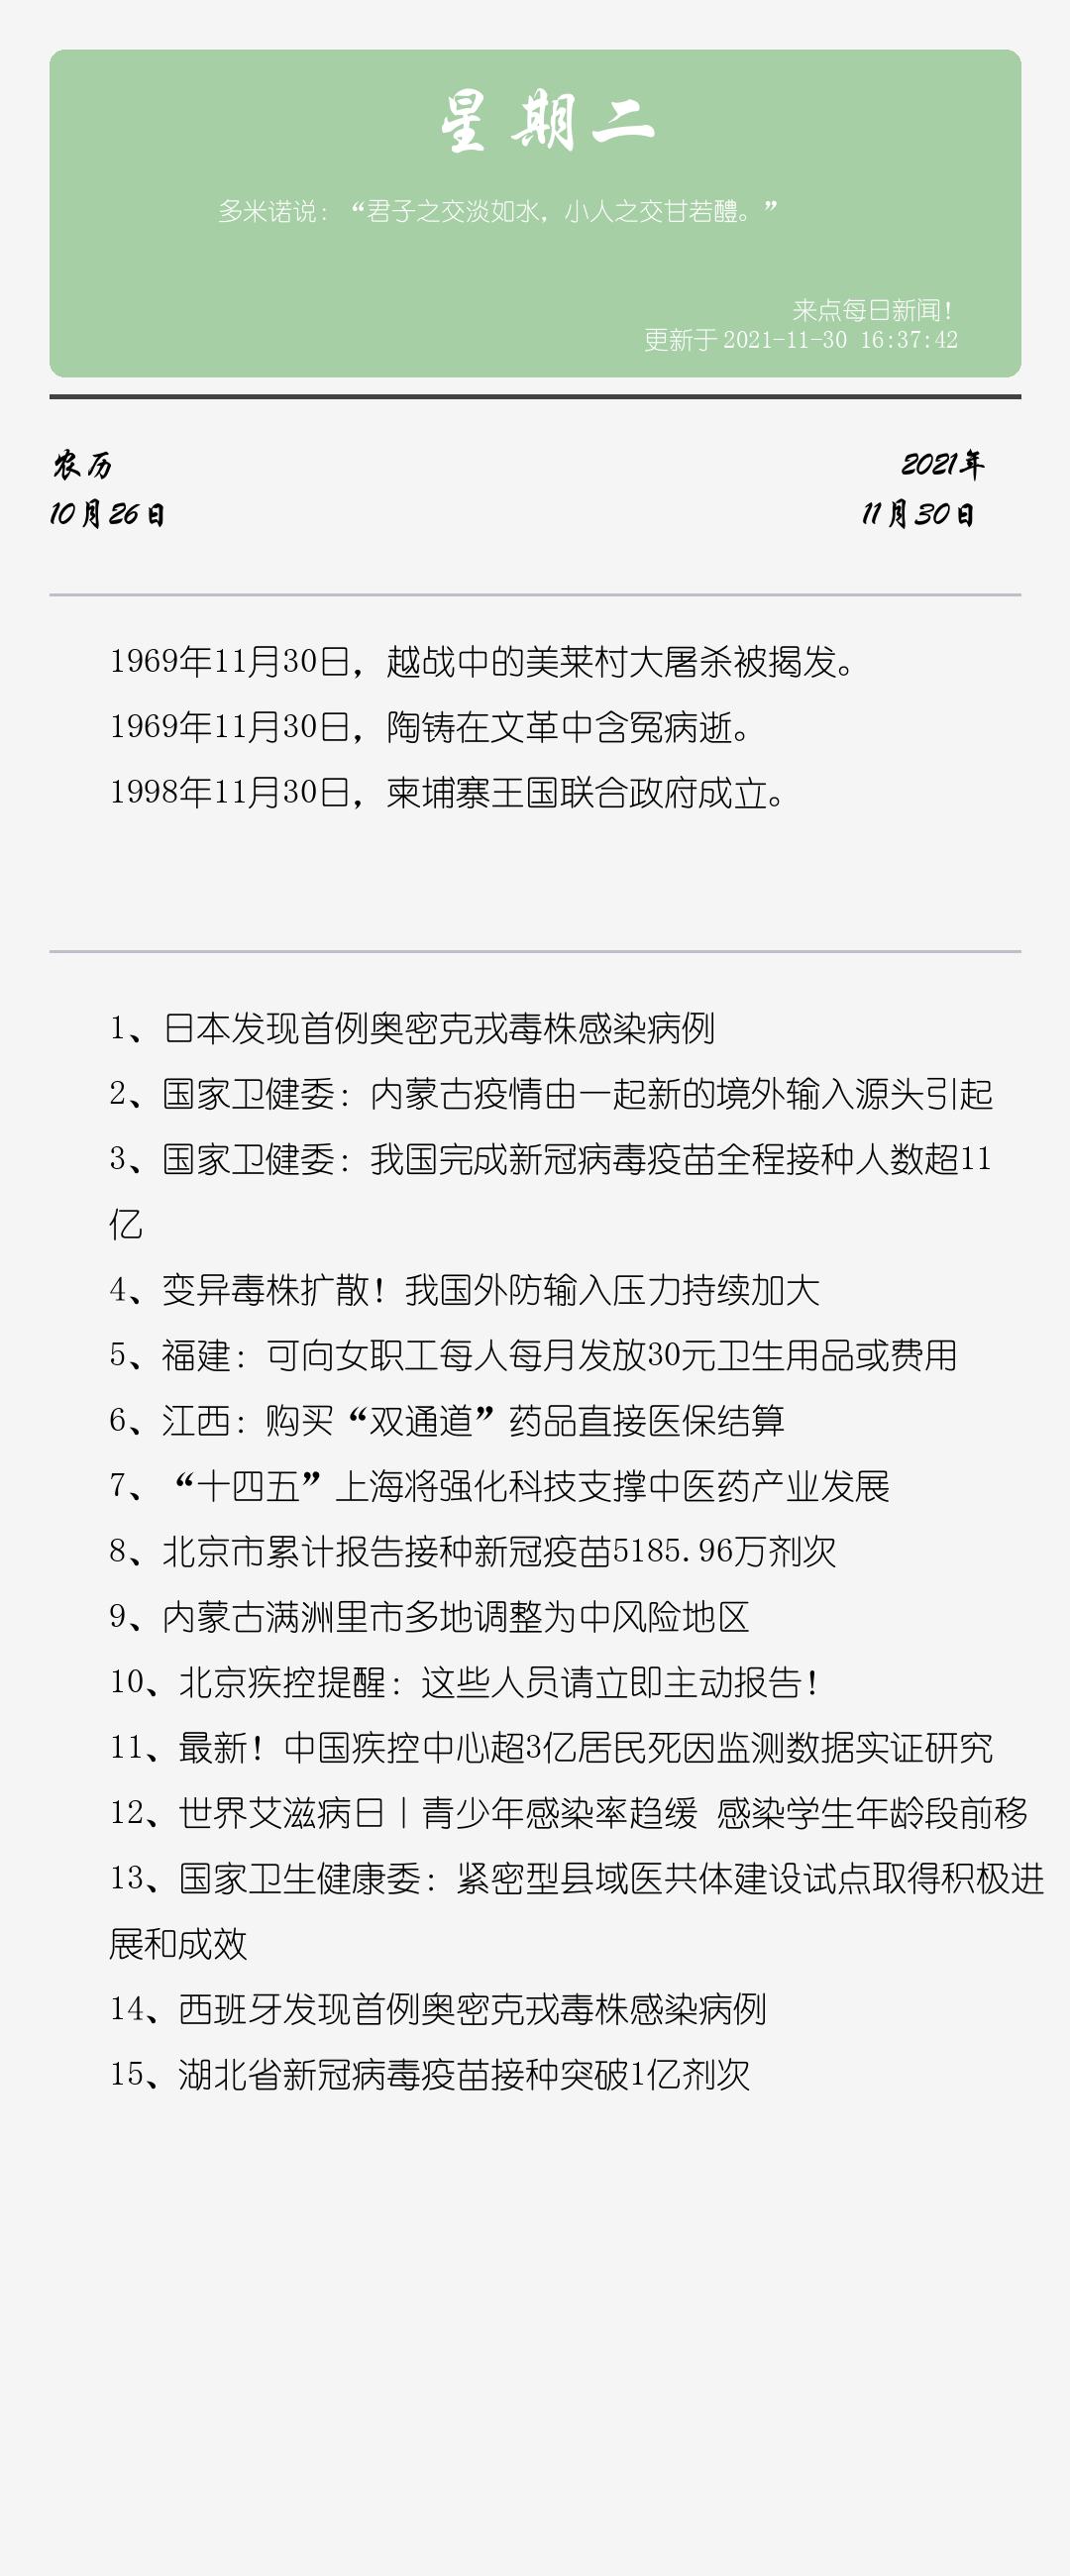 星期二
多米诺说：“君子之交淡如水，小人之交甘若醴。”
来点每日新闻！
更新于 2021-11-30 16:37:42
农历
2021年
10月26日
11月30日
1969年11月30日，越战中的美莱村大屠杀被揭发。
1969年11月30日，陶铸在文革中含冤病逝。
1998年11月30日，柬埔寨王国联合政府成立。
1、日本发现首例奥密克戎毒株感染病例
2、国家卫健委：内蒙古疫情由一起新的境外输入源头引起
3、国家卫健委：我国完成新冠病毒疫苗全程接种人数超11
亿
4、变异毒株扩散！我国外防输入压力持续加大
5、福建：可向女职工每人每月发放30元卫生用品或费用
6、江西：购买“双通道”药品直接医保结算
7、“十四五”上海将强化科技支撑中医药产业发展
8、北京市累计报告接种新冠疫苗5185.96万剂次
9、内蒙古满洲里市多地调整为中风险地区
10、北京疾控提醒：这些人员请立即主动报告！
11、最新！中国疾控中心超3亿居民死因监测数据实证研究
12、世界艾滋病日丨青少年感染率趋缓 感染学生年龄段前移
13、国家卫生健康委：紧密型县域医共体建设试点取得积极进
展和成效
14、西班牙发现首例奥密克戎毒株感染病例
15、湖北省新冠病毒疫苗接种突破1亿剂次